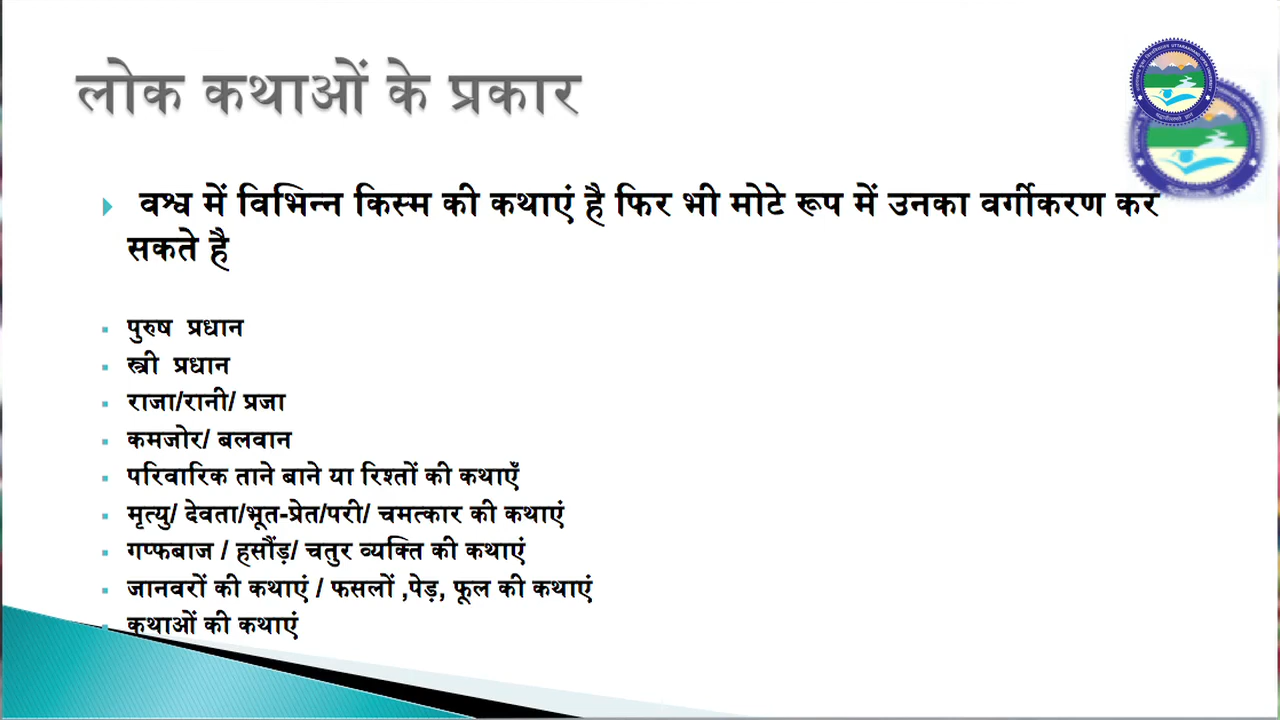 लोक कथाओं के प्रकार
वश्व में विभिन्न किस्म की कथाएं है फिर भी मोटे रूप में उनका वर्गीकरण कर
सकते है
पुरुष प्रधान
स्त्री प्रधान
राजा/रानी/ प्रजा
कमजोर/ बलवान
परिवारिक ताने बाने या रिश्तों की कथाएँ
मृत्यु/ देवता/भूत-प्रेत/परी/ चमत्कार की कथाएं
गप्फबाज / हसौंड़/ चतुर व्यक्ति की कथाएं
जानवरों की कथाएं / फसलों ,पेड़, फूल की कथाएं
कथाओं की कथाएं